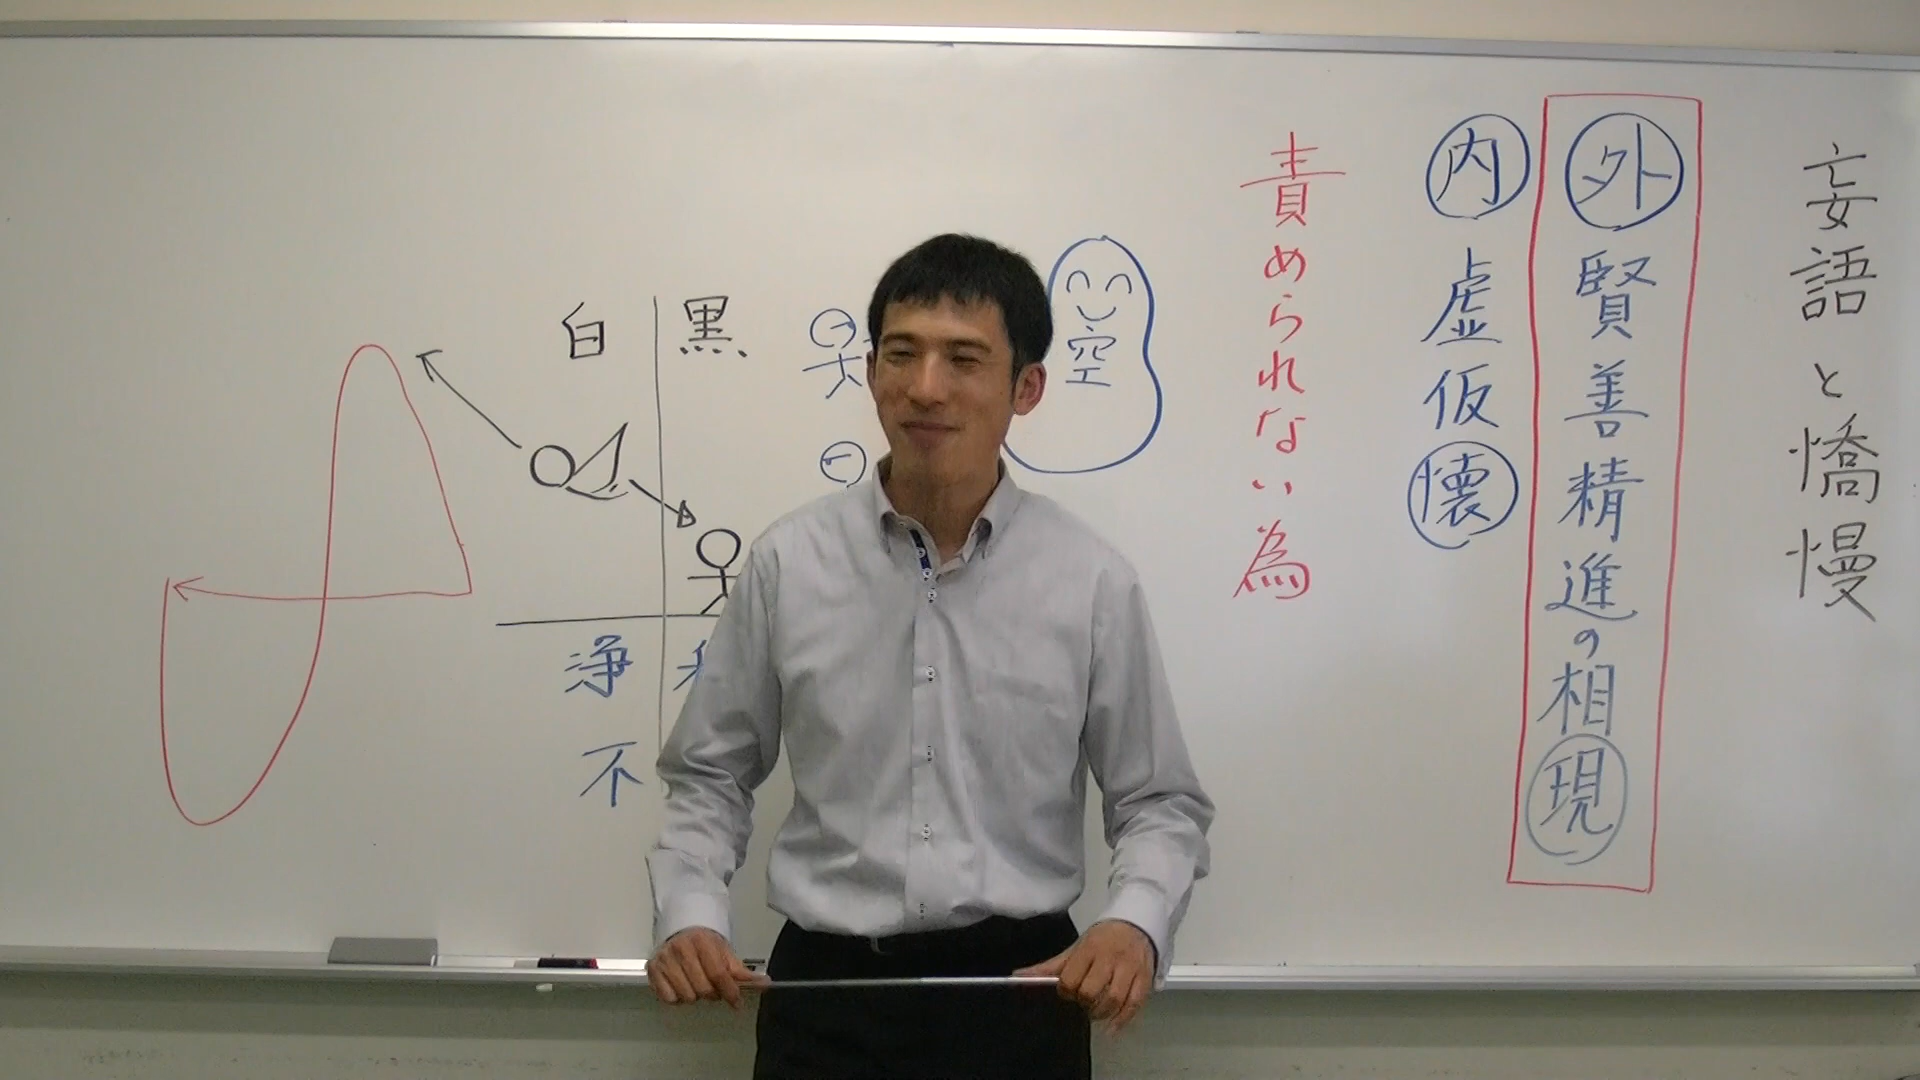 妄語と憍慢
外 賢善精進の相 現
内 虚仮 懐
責められない為
空
黒
白
浄
不